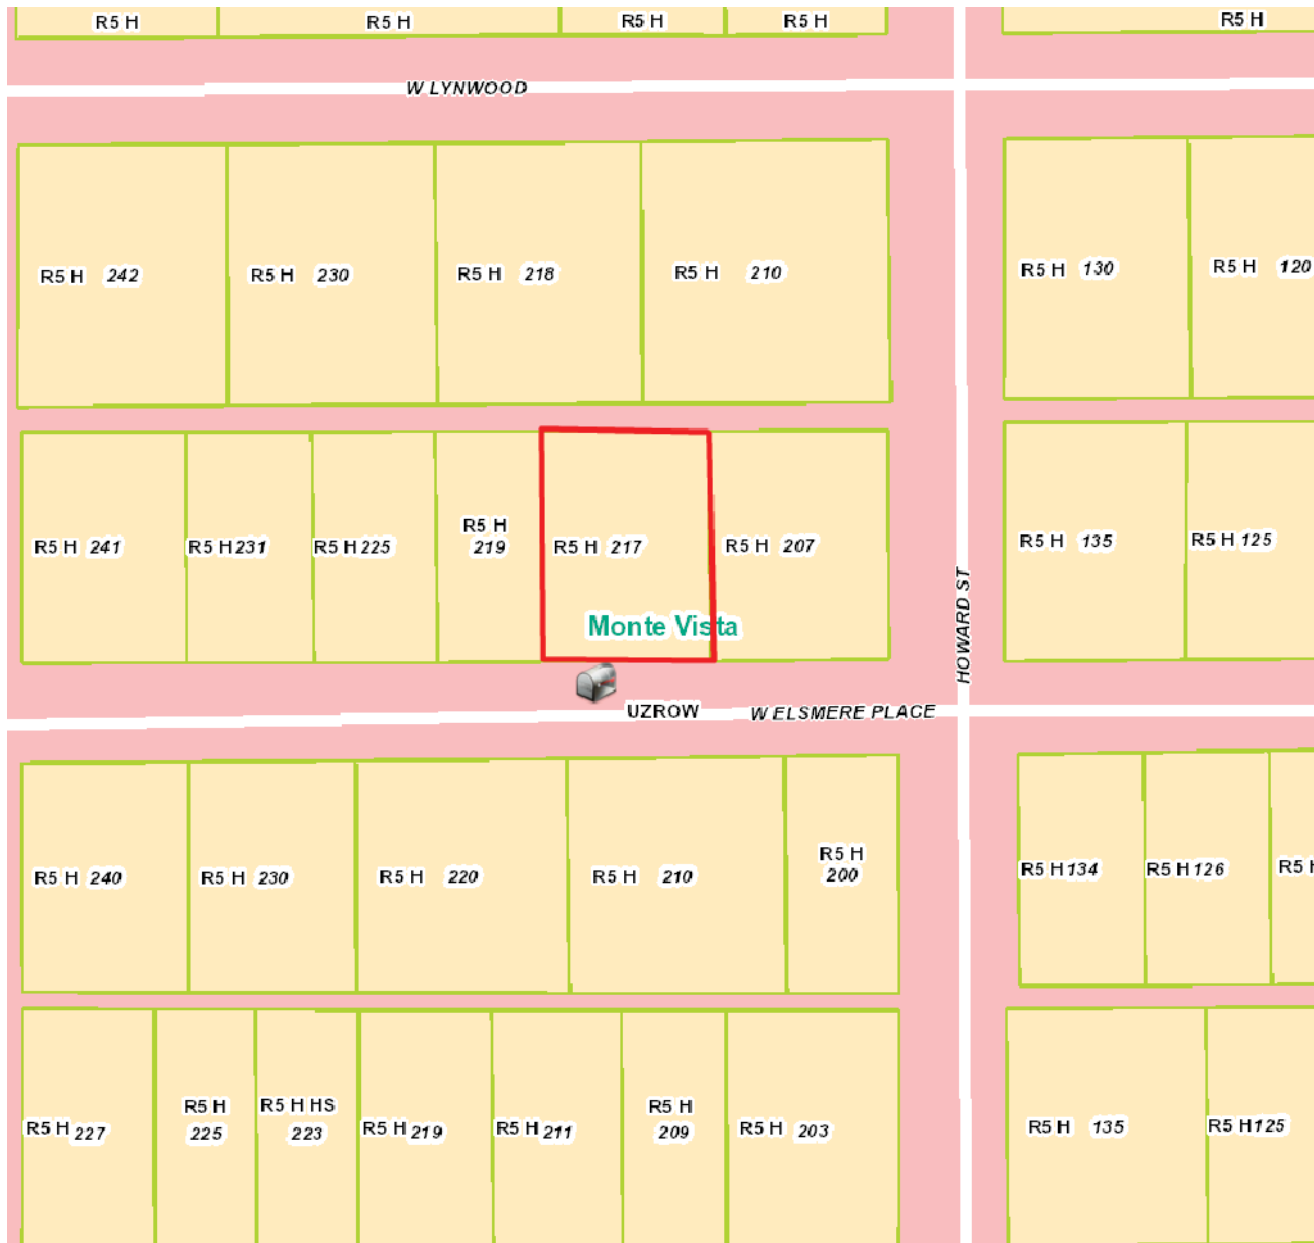 R5 H
R5 H
R5 H
R5 H
R5 H
W LYNWOOD
R5 H 242
R5 H 230
R5 H 218
R5 H 210
R5 H 130
R5 H 120
R5 H 241
R5 H 231
R5 H 225
R5 H
219
R5 H 217
R5 H 207
R5 H 135
R5 H 125
Monte Vista
HOWARD ST
UZROW
W ELSMERE PLACE
R5 H 240
R5 H 230
R5 H 220
R5 H 210
R5 H
200
R5 H 134
R5 H 126
R5 H
R5 H 227
R5 H
225
R5 H HS
223
R5 H 219
R5 H 211
R5 H
209
R5 H 203
R5 H 135
R5 H 125